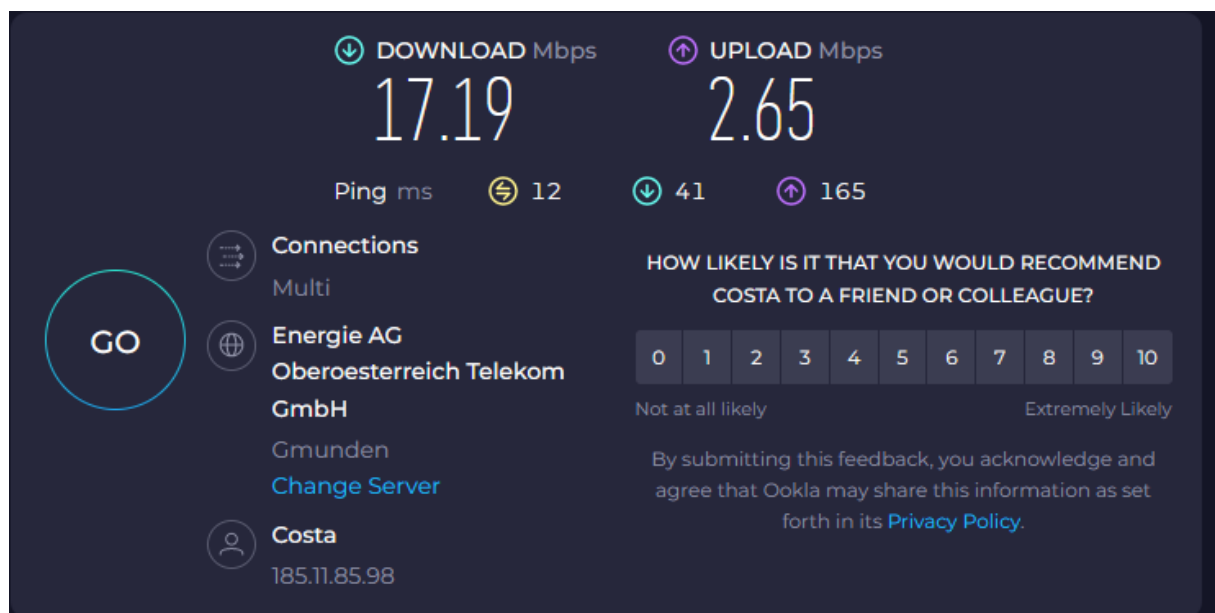 DOWNLOAD Mbps
17.19
UPLOAD Mbps
2.65
Ping ms 12 41 165
GO
Connections
Multi
Energie AG
Oberoesterreich Telekom
GmbH
Gmunden
Change Server
Costa
185.11.85.98
HOW LIKELY IS IT THAT YOU WOULD RECOMMEND
COSTA TO A FRIEND OR COLLEAGUE?
0 1 2 3 4 5 6 7 8 9 10
Not at all likely Extremely Likely
By submitting this feedback, you acknowledge and
agree that Ookla may share this information as set
forth in its Privacy Policy.